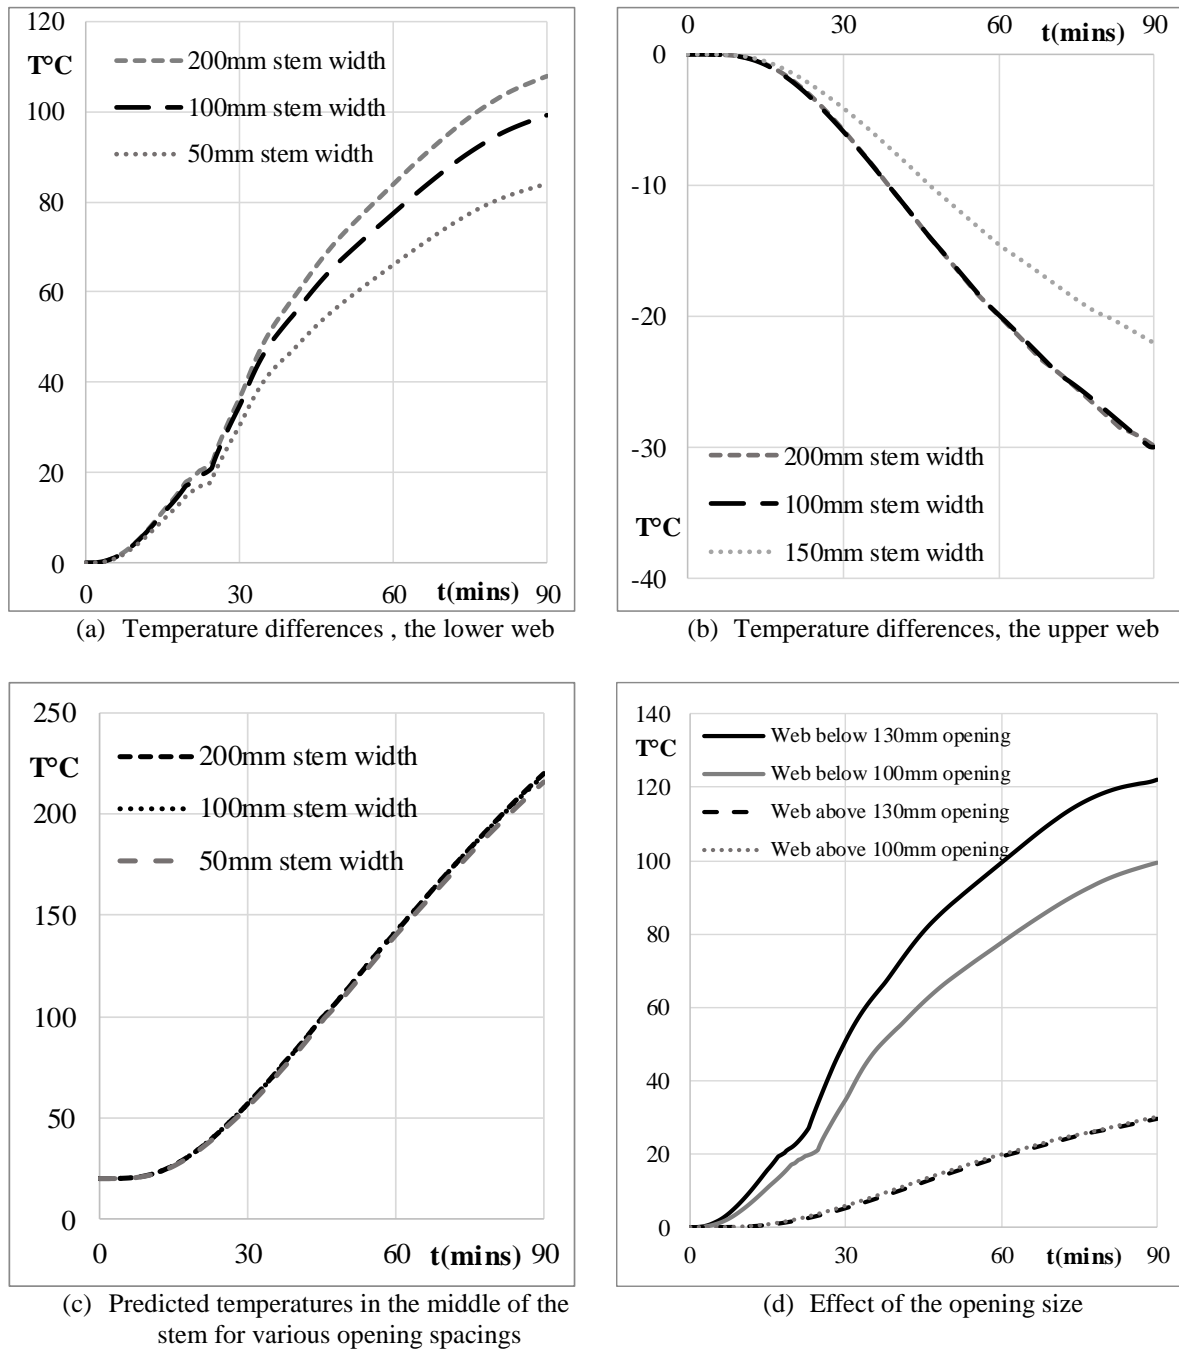 120
T°C
100
80
60
40
20
0
200mm stem width
100mm stem width
50mm stem width
0 30 60 t(mins) 90
(a) Temperature differences , the lower web
0 30 60 t(mins) 90
0
-10
-20
-30
T°C
-40
200mm stem width
100mm stem width
150mm stem width
(b) Temperature differences, the upper web
250
T°C
200
150
100
50
0
200mm stem width
100mm stem width
50mm stem width
0 30 60 t(mins) 90
(c) Predicted temperatures in the middle of the
stem for various opening spacings
140
T°C
120
100
80
60
40
20
0
Web below 130mm opening
Web below 100mm opening
Web above 130mm opening
Web above 100mm opening
0 30 60 t(mins) 90
(d) Effect of the opening size